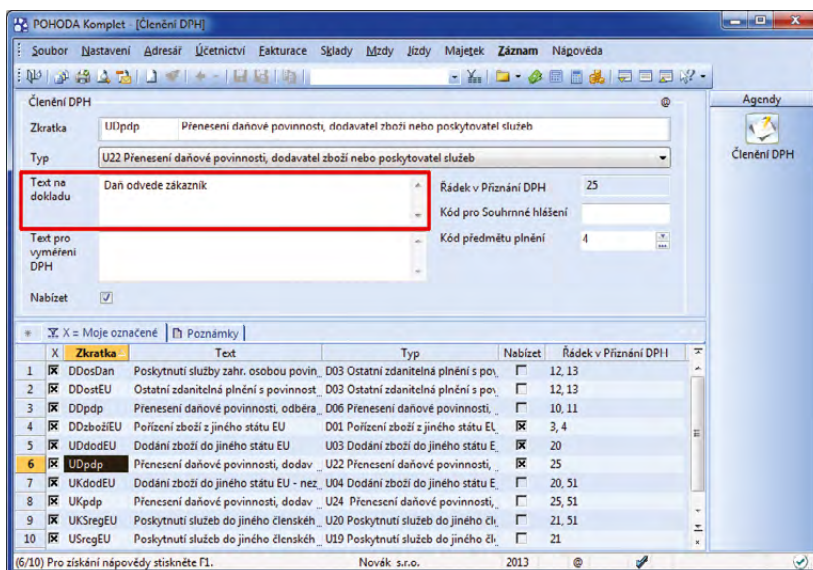 POHODA Komplet - [Členění DPH]
Soubor Nastavení Adresář Účetnictví Fakturace Sklady Mzdy Jízdy Majetek Záznam Nápověda
Členění DPH @ Agendy
Zkratka UDpdp Přenesení daňové povinnosti, dodavatel zboží nebo poskytovatel služeb
Typ U22 Přenesení daňové povinnosti, dodavatel zboží nebo poskytovatel služeb Členění DPH
Text na dokladu Daň odvede zákazník Řádek v Přiznání DPH 25
Kód pro Souhrnné hlášení
Text pro vyměření DPH Kód předmětu plnění 4
Nabízet
X = Moje označené Poznámky
X Zkratka Text Typ Nabízet Řádek v Přiznání DPH
1 DDosDan Poskytnutí služby zahr. osobou povin D03 Ostatní zdanitelná plnění s pov 12, 13
2 DDostEU Ostatní zdanitelná plnění s povinnost D03 Ostatní zdanitelná plnění s pov 12, 13
3 DDpdp Přenesení daňové povinnosti, odběra D06 Přenesení daňové povinnosti, 10, 11
4 DDzbožíEU Pořízení zboží z jiného státu EU D01 Pořízení zboží z jiného státu EU 3, 4
5 UDdodEU Dodání zboží do jiného státu EU U03 Dodání zboží do jiného státu E 20
6 UDpdp Přenesení daňové povinnosti, dodav U22 Přenesení daňové povinnosti, 25
7 UKdodEU Dodání zboží do jiného státu EU - nez U04 Dodání zboží do jiného státu E 20, 51
8 UKpdp Přenesení daňové povinnosti, dodav U24 Přenesení daňové povinnosti, 25, 51
9 UKSregEU Poskytnutí služeb do jiného členskéh U20 Poskytnutí služeb do jiného čle 21, 51
10 USregEU Poskytnutí služeb do jiného členskéh U19 Poskytnutí služeb do jiného čle 21
(6/10) Pro získání nápovědy stiskněte F1. Novák s.r.o. 2013 @